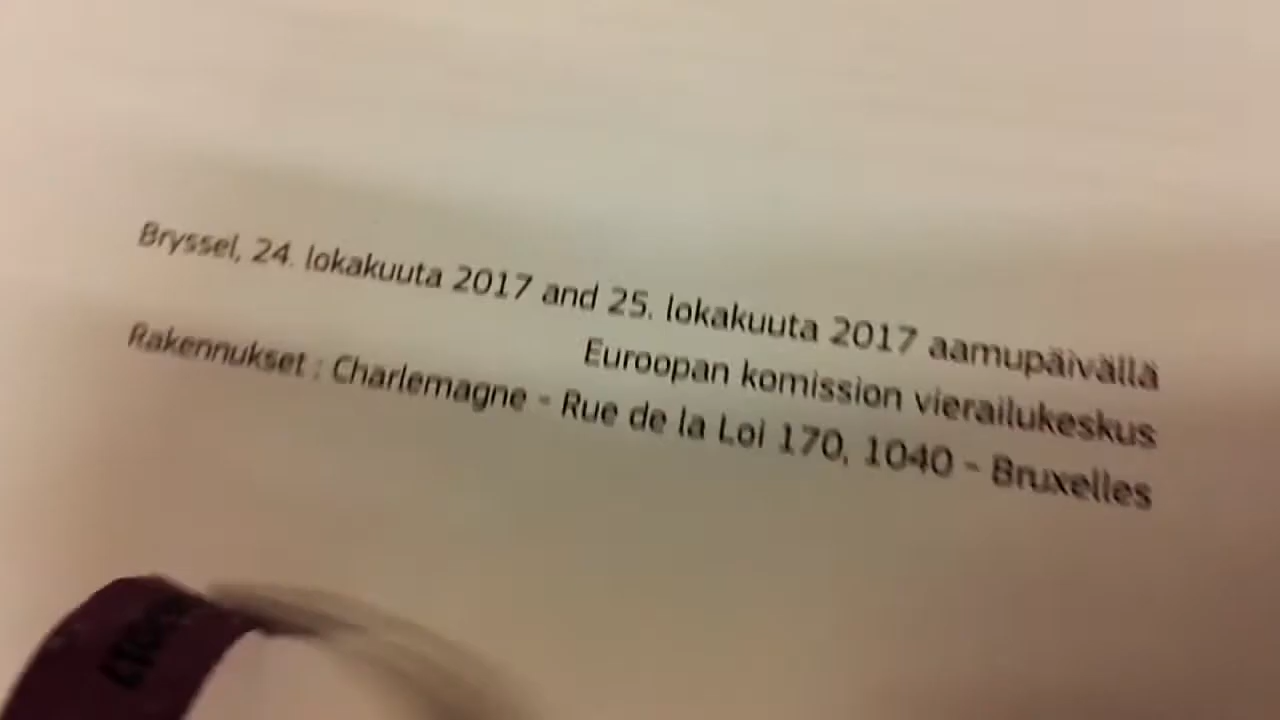 Bryssel, 24. lokakuuta 2017 and 25. lokakuuta 2017 aamupäivällä
Euroopan komission vierailukeskus
Rakennukset : Charlemagne - Rue de la Loi 170, 1040 - Bruxelles